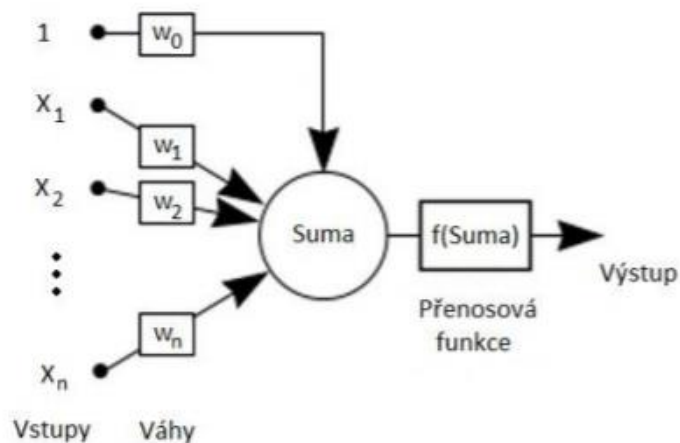 1 w0
X1 w1
X2 w2
Suma f(Suma)
Výstup
Přenosová
funkce
wn
Xn
Vstupy Váhy